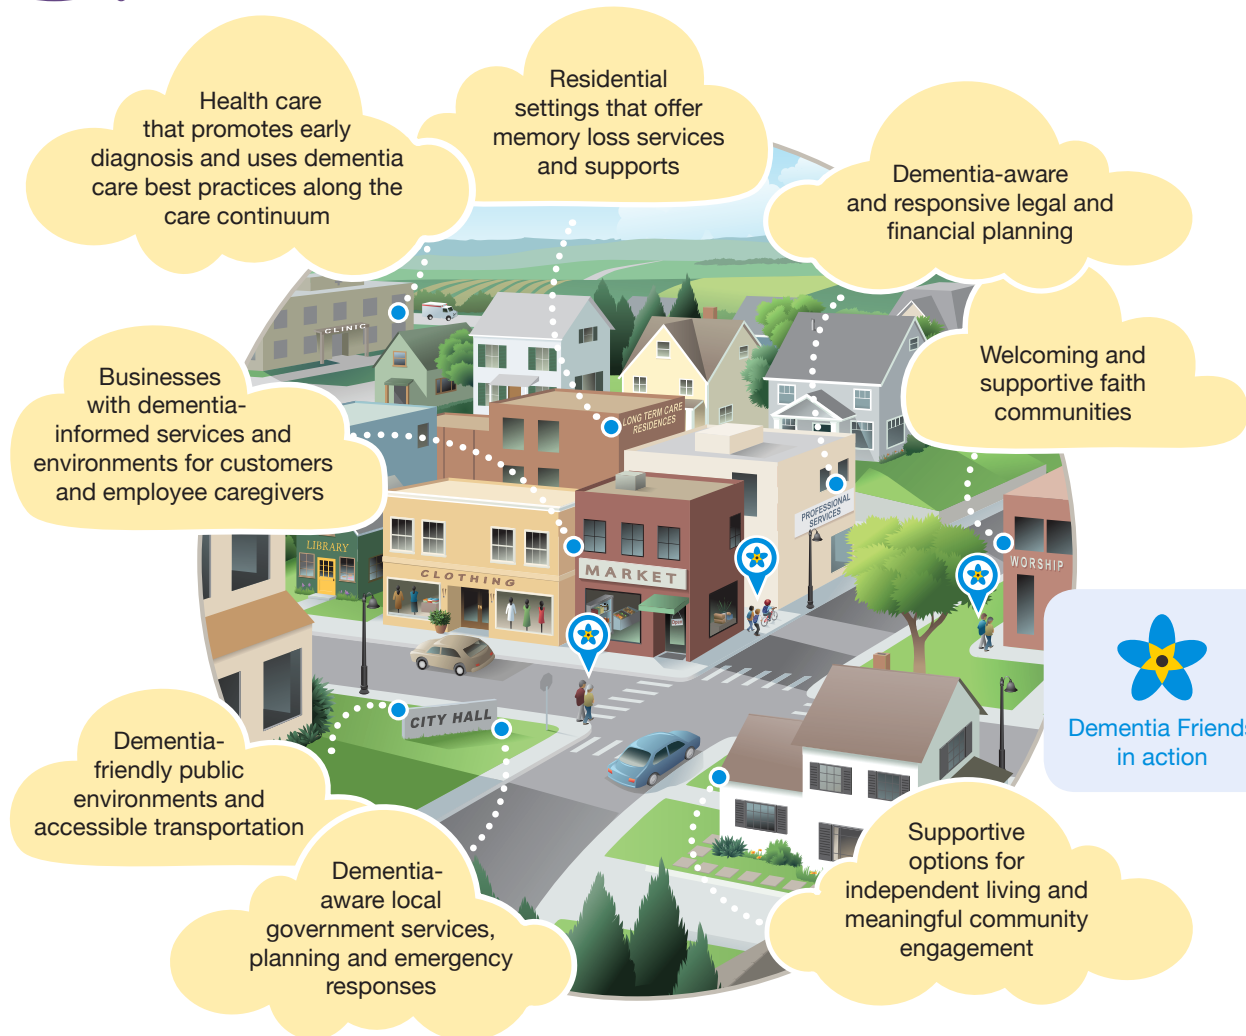 Health care
that promotes early
diagnosis and uses dementia
care best practices along the
care continuum
Residential
settings that offer
memory loss services
and supports
Dementia-aware
and responsive legal and
financial planning
Welcoming and
supportive faith
communities
Businesses
with dementia-
informed services and
environments for customers
and employee caregivers
CLINIC
LONG TERM CARE
RESIDENCES
PROFESSIONAL
SERVICES
LIBRARY
CLOTHING
MARKET
Open
WORSHIP
CITY HALL
Dementia Friends
in action
Dementia-
friendly public
environments and
accessible transportation
Dementia-
aware local
government services,
planning and emergency
responses
Supportive
options for
independent living and
meaningful community
engagement